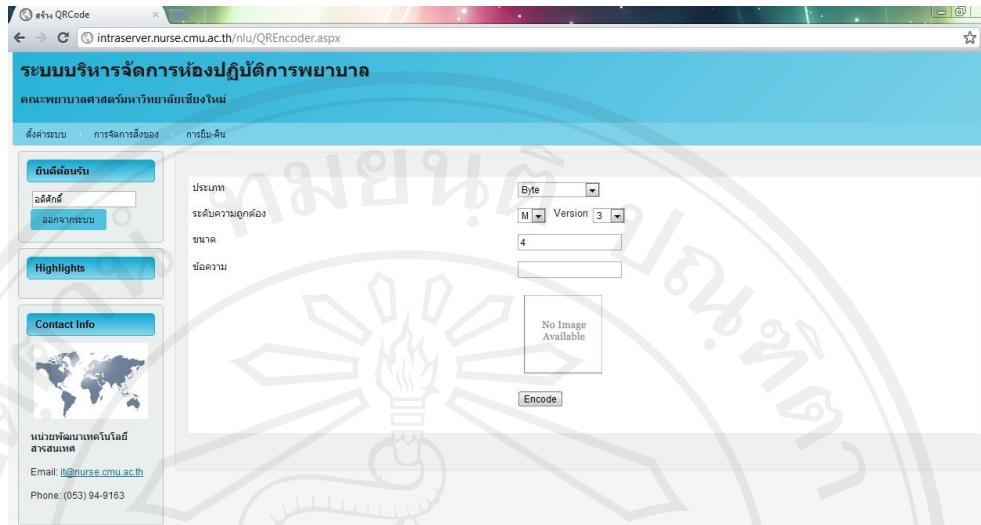 สร้าง QRCode
intraserver.nurse.cmu.ac.th/nlu/QREncoder.aspx
ระบบบริหารจัดการห้องปฏิบัติการพยาบาล
คณะพยาบาลศาสตร์มหาวิทยาลัยเชียงใหม่
ตั้งค่าระบบ การจัดการสิ่งของ การยืม-คืน
ยินดีต้อนรับ
อดิศักดิ์
ออกจากระบบ
Highlights
Contact Info
หน่วยพัฒนาเทคโนโลยี
สารสนเทศ
Email: it@nurse.cmu.ac.th
Phone: (053) 94-9163
ประเภท Byte
ระดับความถูกต้อง M Version 3
ขนาด 4
ข้อความ
No Image
Available
Encode